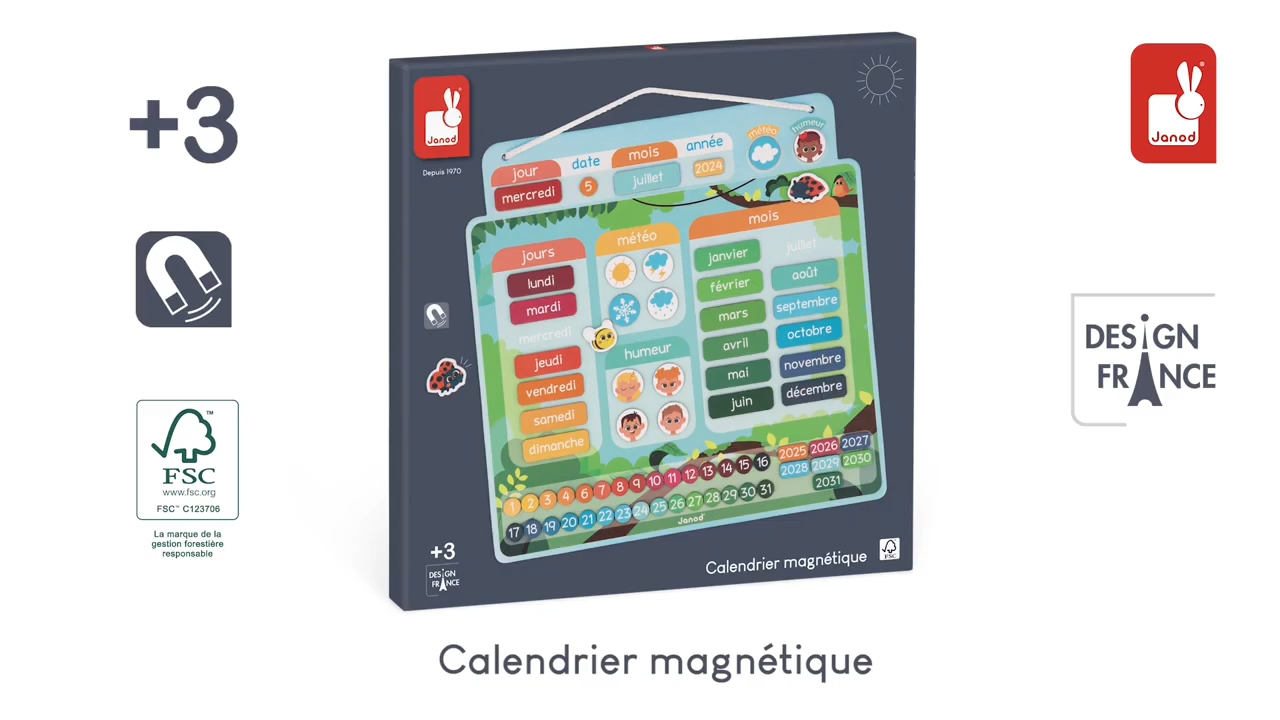 +3
FSC™
www.fsc.org
FSC™ C123706
La marque de la
gestion forestière
responsable
Janod®
Depuis 1970
jour
date
mois
année
météo
humeur
mercredi
5
juillet
2024
jours
lundi
mardi
mercredi
jeudi
vendredi
samedi
dimanche
météo
humeur
mois
janvier
février
mars
avril
mai
juin
juillet
août
septembre
octobre
novembre
décembre
1 2 3 4 5 6 7 8 9 10 11 12 13 14 15 16
17 18 19 20 21 22 23 24 25 26 27 28 29 30 31
2025 2026 2027
2028 2029 2030
2031
Janod®
+3
DESIGN
FRANCE
Calendrier magnétique
FSC
Janod®
DESIGN
FRANCE
Calendrier magnétique